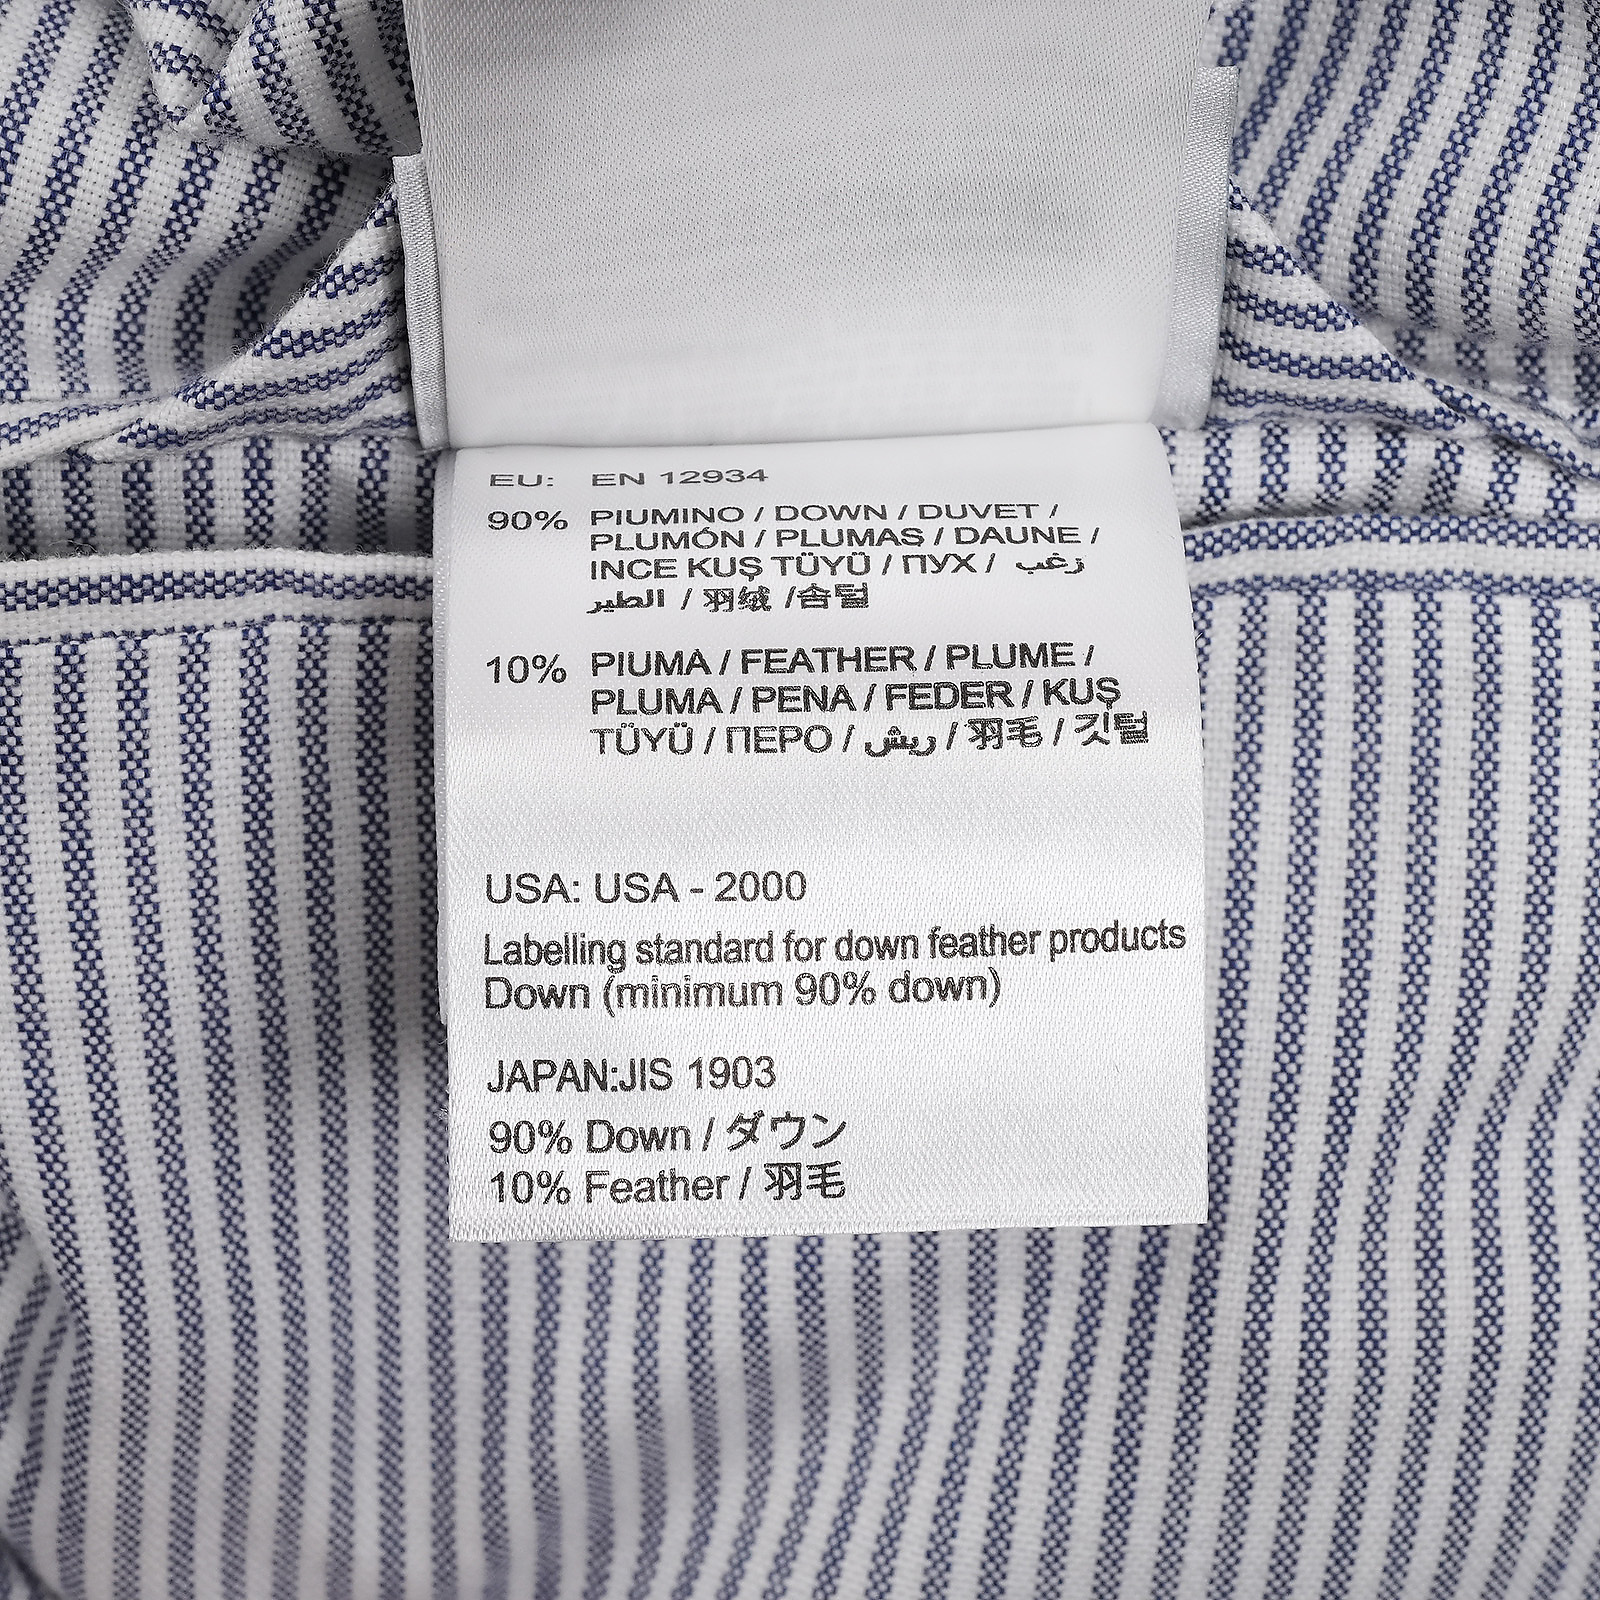 EU: EN 12934
90% PIUMINO / DOWN / DUVET /
PLUMÓN / PLUMAS / DAUNE /
INCE KUŞ TÜYÜ / ПУХ / زغب
الطير / 羽绒 /솜털
10% PIUMA / FEATHER / PLUME /
PLUMA / PENA / FEDER / KUŞ
TÜYÜ / ПЕРО / ريش / 羽毛 / 깃털
USA: USA - 2000
Labelling standard for down feather products
Down (minimum 90% down)
JAPAN:JIS 1903
90% Down / ダウン
10% Feather / 羽毛